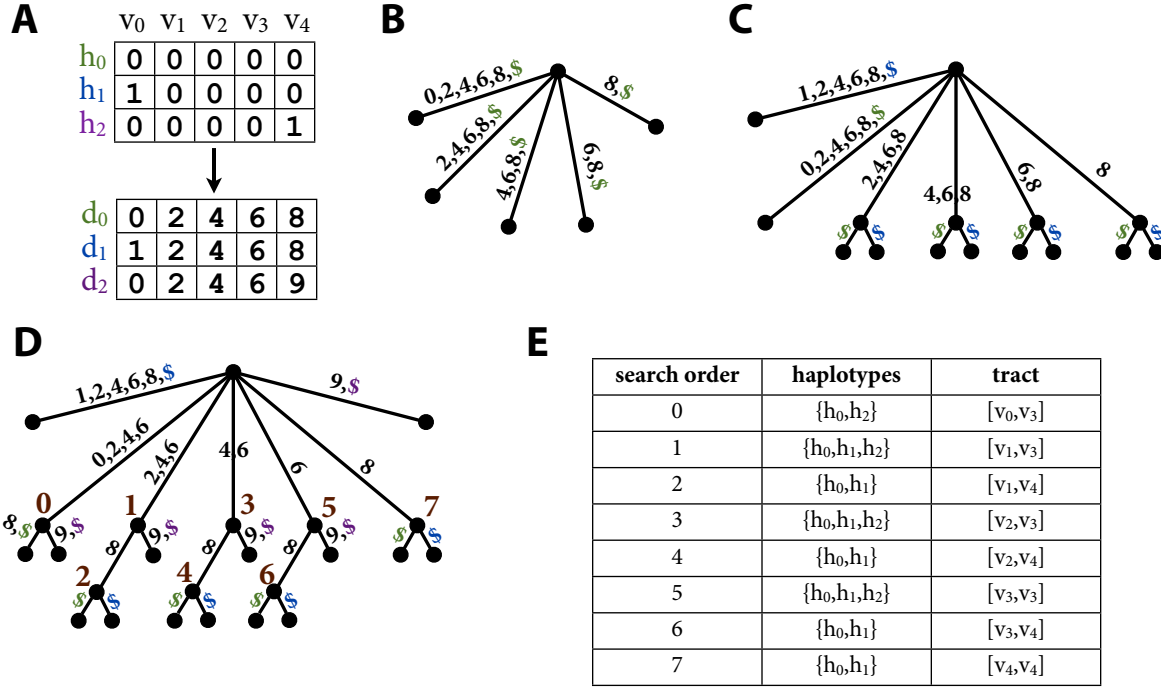 A
v0 v1 v2 v3 v4
h0 0 0 0 0 0
h1 1 0 0 0 0
h2 0 0 0 0 1
d0 0 2 4 6 8
d1 1 2 4 6 8
d2 0 2 4 6 9
B
0,2,4,6,8,$
2,4,6,8,$
4,6,8,$
6,8,$
8,$
C
1,2,4,6,8,$
0,2,4,6,8,$
2,4,6,8
4,6,8
6,8
8
$ $ $ $ $ $ $ $
D
1,2,4,6,8,$
0,2,4,6
2,4,6
4,6
6
8
9,$
0 1 3 5 7
8,$ 9,$ 8 9,$ 8 9,$ 8 9,$ $ $
2 4 6
$ $ $ $ $ $
E
search order haplotypes tract
0 {h0,h2} [v0,v3]
1 {h0,h1,h2} [v1,v3]
2 {h0,h1} [v1,v4]
3 {h0,h1,h2} [v2,v3]
4 {h0,h1} [v2,v4]
5 {h0,h1,h2} [v3,v3]
6 {h0,h1} [v3,v4]
7 {h0,h1} [v4,v4]